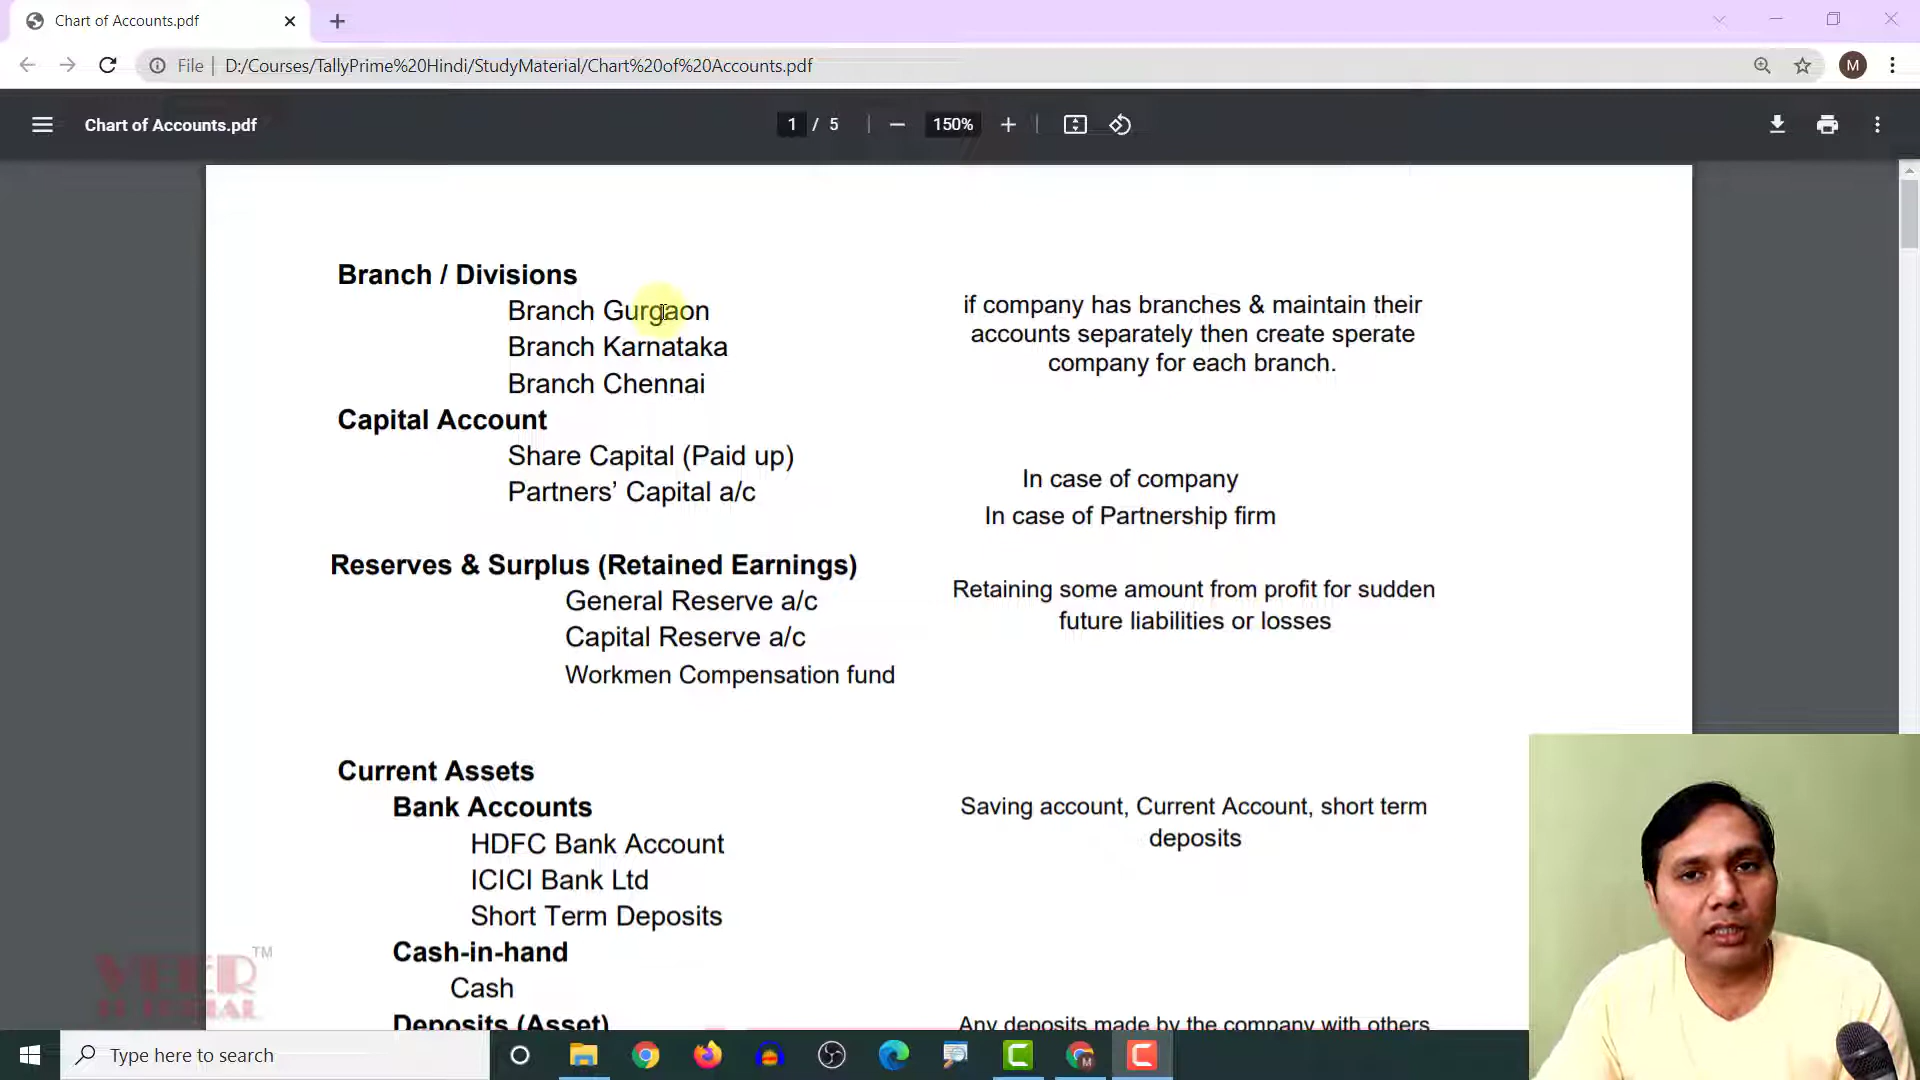 Chart of Accounts.pdf
File | D:/Courses/TallyPrime%20Hindi/StudyMaterial/Chart%20of%20Accounts.pdf
M
Chart of Accounts.pdf
1 / 5
150%
Branch / Divisions
Branch Gurgaon
Branch Karnataka
Branch Chennai
if company has branches & maintain their
accounts separately then create sperate
company for each branch.
Capital Account
Share Capital (Paid up)
Partners’ Capital a/c
In case of company
In case of Partnership firm
Reserves & Surplus (Retained Earnings)
General Reserve a/c
Capital Reserve a/c
Workmen Compensation fund
Retaining some amount from profit for sudden
future liabilities or losses
Current Assets
Bank Accounts
HDFC Bank Account
ICICI Bank Ltd
Short Term Deposits
Saving account, Current Account, short term
deposits
Cash-in-hand
Cash
Deposits (Asset)
Any deposits made by the company with others
TM
Type here to search